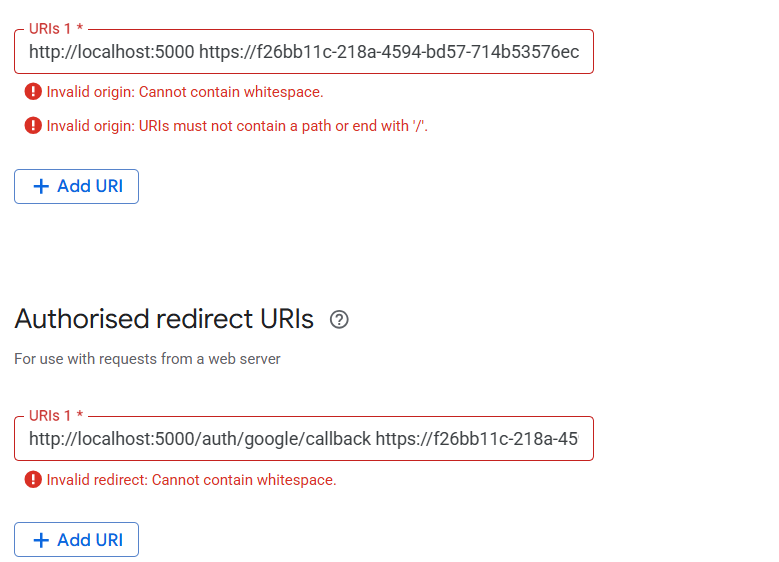 URIs 1 *
http://localhost:5000 https://f26bb11c-218a-4594-bd57-714b53576ec
Invalid origin: Cannot contain whitespace.
Invalid origin: URIs must not contain a path or end with '/'.
+ Add URI
Authorised redirect URIs
For use with requests from a web server
URIs 1 *
http://localhost:5000/auth/google/callback https://f26bb11c-218a-45
Invalid redirect: Cannot contain whitespace.
+ Add URI